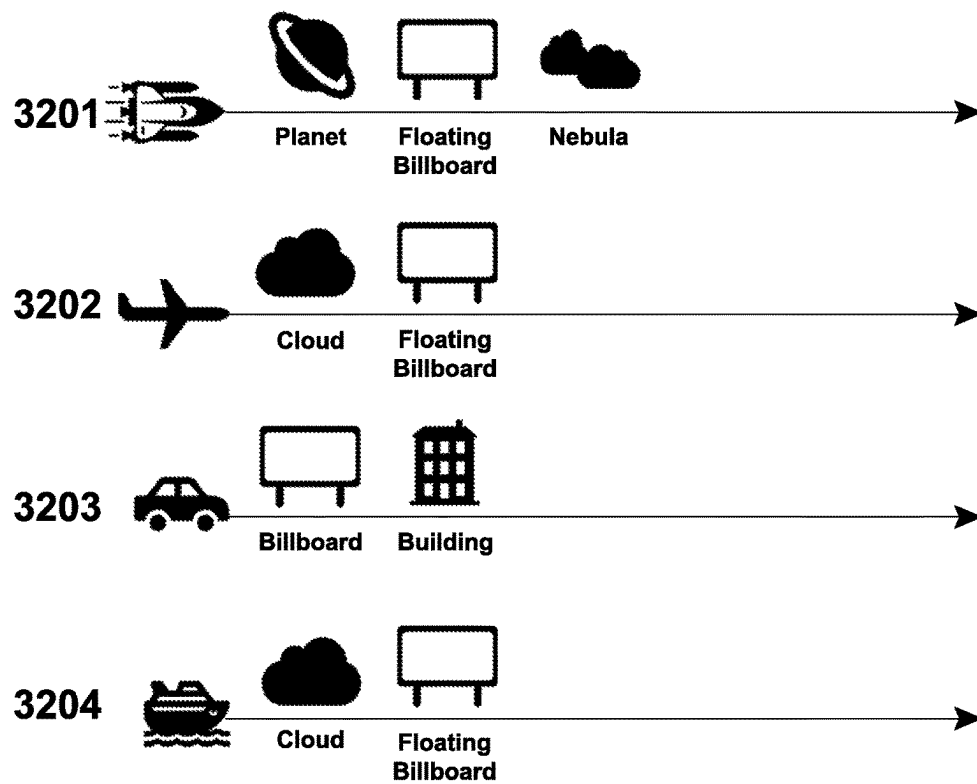 3201
Planet
Floating
Billboard
Nebula
3202
Cloud
Floating
Billboard
3203
Billboard
Building
3204
Cloud
Floating
Billboard